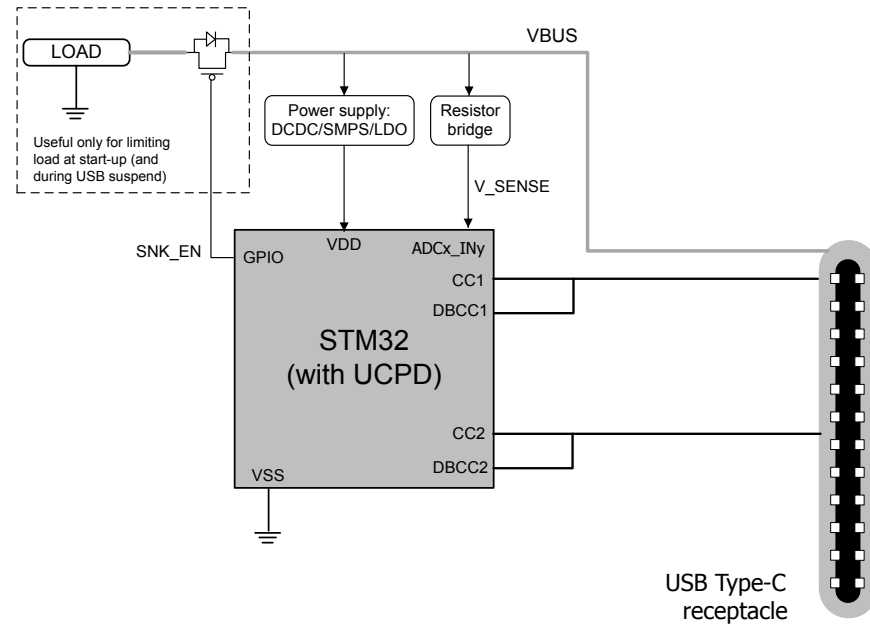 VBUS
LOAD
Useful only for limiting
load at start-up (and
during USB suspend)
Power supply:
DCDC/SMPS/LDO
Resistor
bridge
V_SENSE
SNK_EN
GPIO
VDD
ADCx_INy
CC1
DBCC1
STM32
(with UCPD)
CC2
DBCC2
VSS
USB Type-C
receptacle